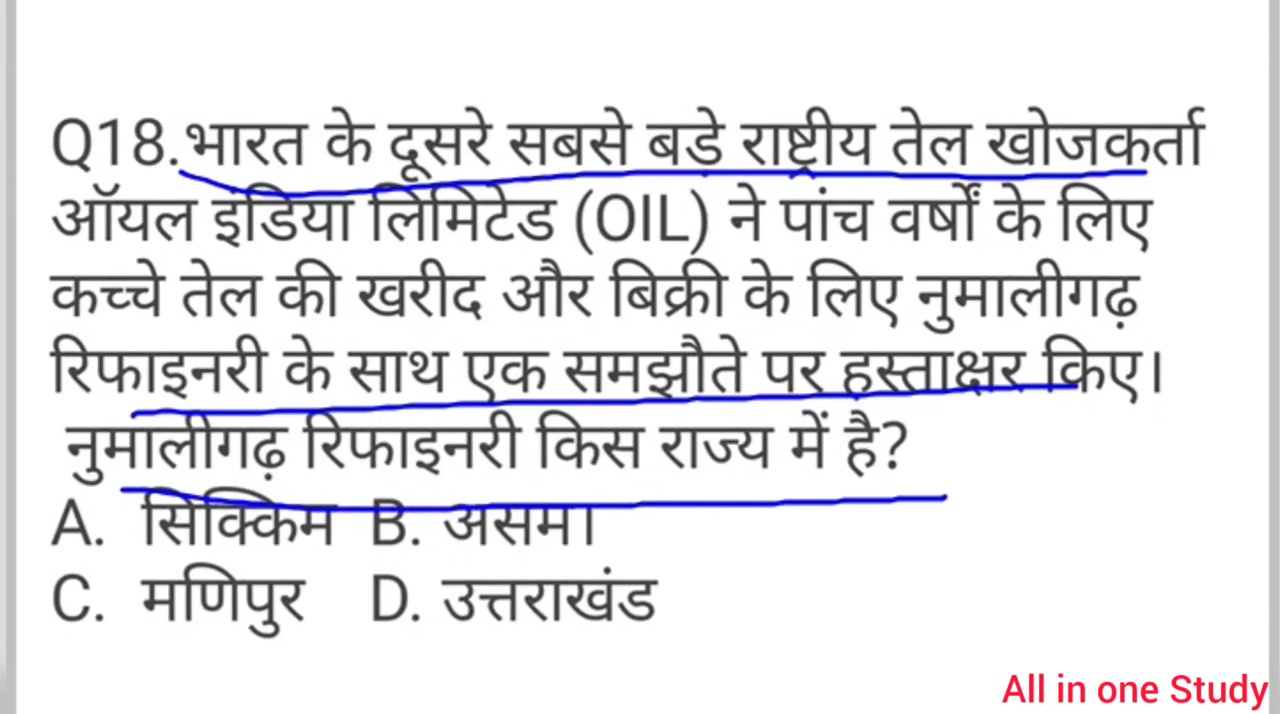 Q18.भारत के दूसरे सबसे बडे राष्ट्रीय तेल खोजकर्ता
ऑयल इंडिया लिमिटेड (OIL) ने पांच वर्षों के लिए
कच्चे तेल की खरीद और बिक्री के लिए नुमालीगढ़
रिफाइनरी के साथ एक समझौते पर हस्ताक्षर किए।
नुमालीगढ़ रिफाइनरी किस राज्य में है?
A. सिक्किम B. असम।
C. मणिपुर D. उत्तराखंड
All in one Study